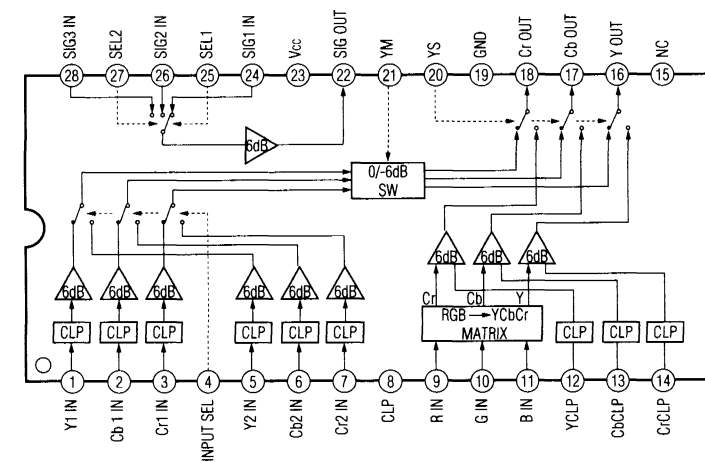 SIG3 IN
SEL2
SIG2 IN
SEL1
SIG1 IN
Vcc
SIG OUT
YM
YS
GND
Cr OUT
Cb OUT
Y OUT
NC
28 27 26 25 24 23 22 21 20 19 18 17 16 15
6dB
0/-6dB
SW
6dB 6dB 6dB
6dB 6dB 6dB 6dB 6dB 6dB
Cr Cb Y
RGB → YCbCr
MATRIX
CLP CLP CLP CLP CLP CLP CLP CLP CLP
1 2 3 4 5 6 7 8 9 10 11 12 13 14
Y1 IN
Cb 1 IN
Cr1 IN
INPUT SEL
Y2 IN
Cb2 IN
Cr2 IN
CLP
R IN
G IN
B IN
YCLP
CbCLP
CrCLP